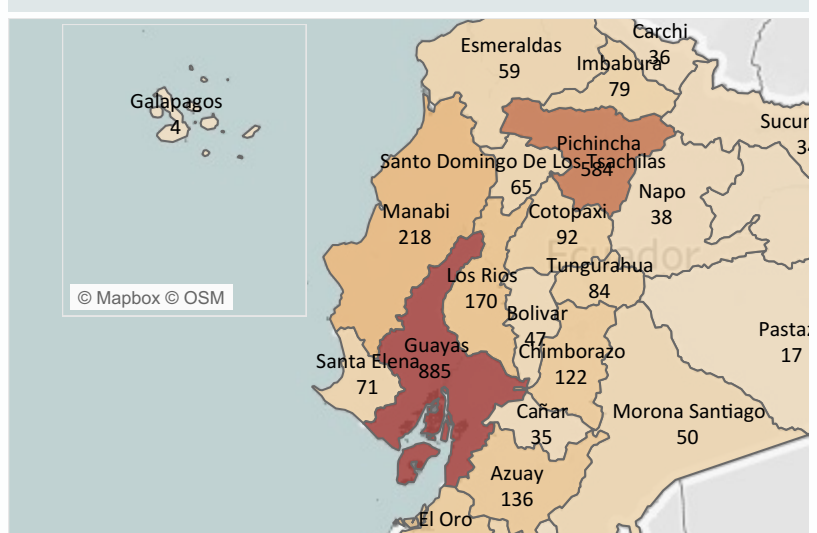 Carchi
36
Esmeraldas
59
Imbabura
79
Galapagos
4
Pichincha
584
Santo Domingo De Los Tsachilas
65
Napo
38
Manabi
218
Cotopaxi
92
Ecuador
Tungurahua
84
Los Rios
170
© Mapbox © OSM
Bolivar
47
Guayas
885
Chimborazo
122
Santa Elena
71
17
Cañar
35
Morona Santiago
50
Azuay
136
El Oro